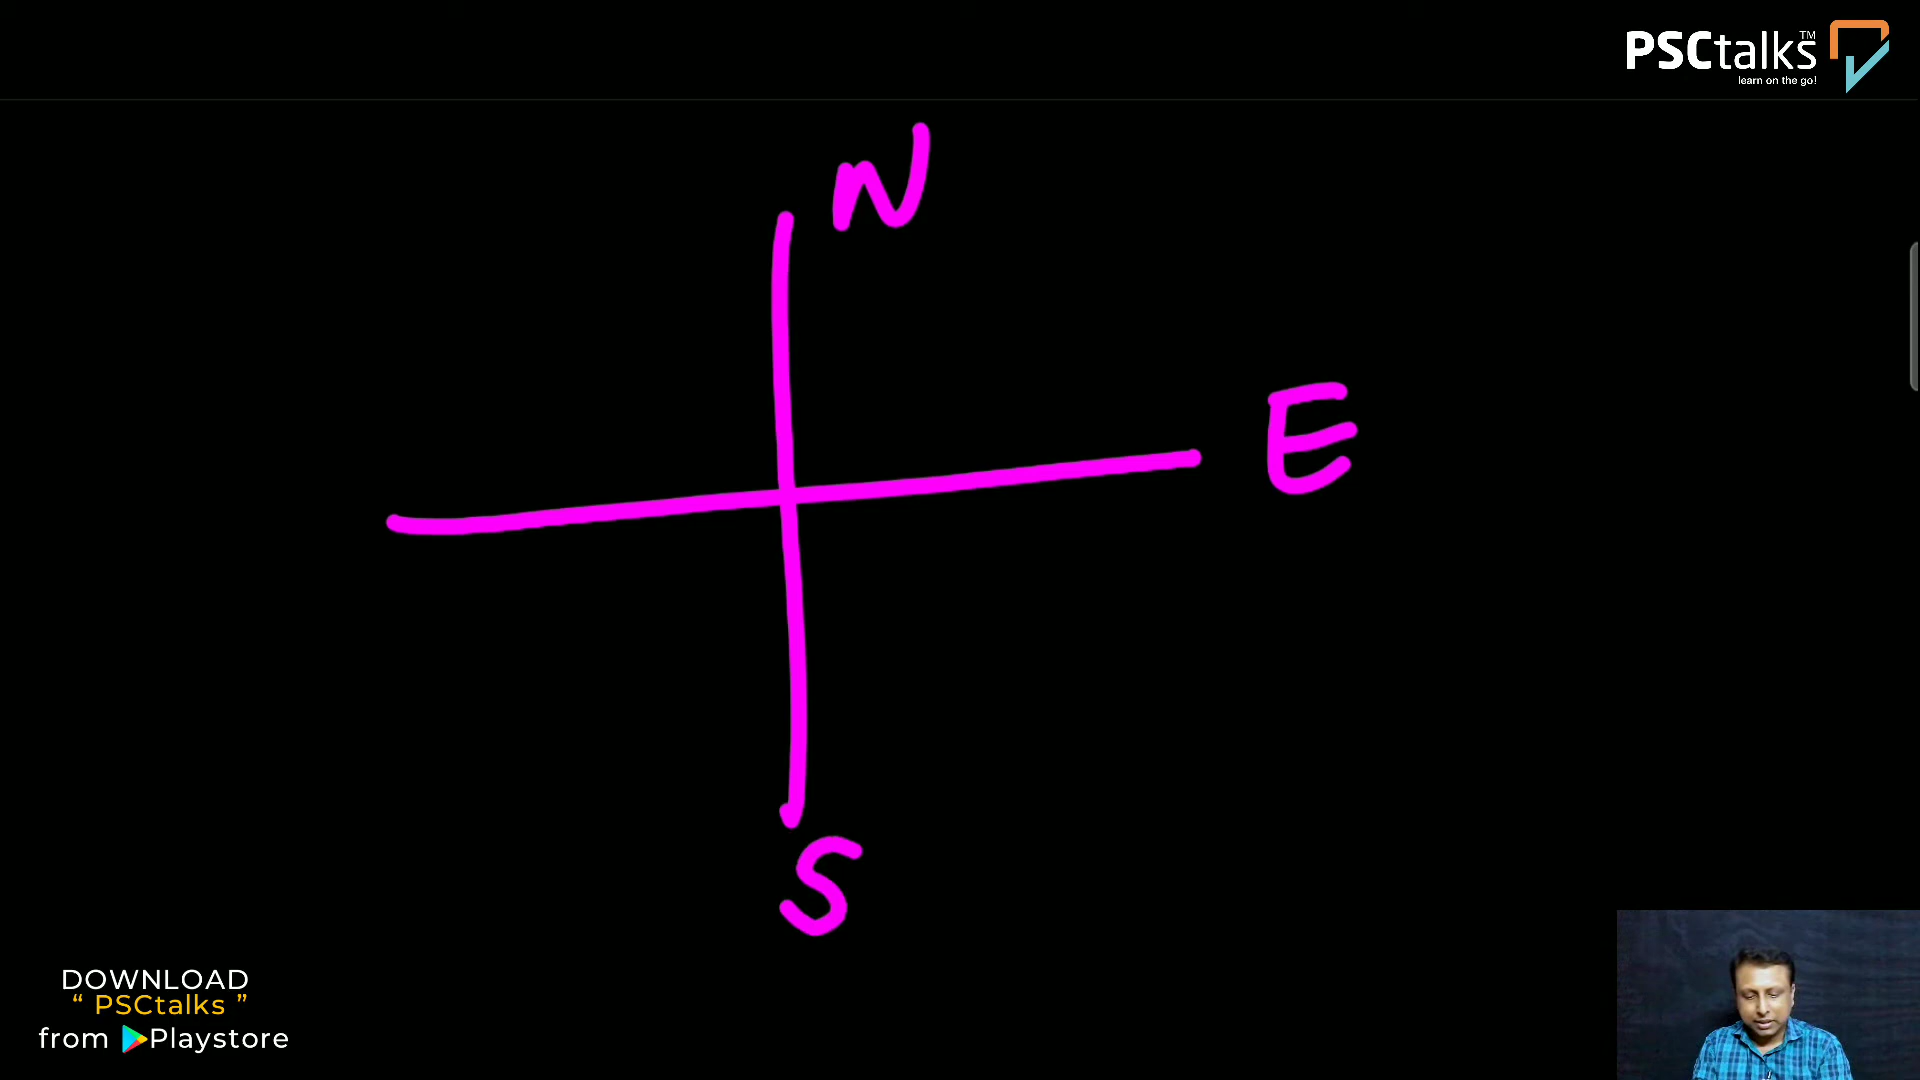 PSCtalks™
learn on the go!
N
E
S
DOWNLOAD
“ PSCtalks ”
from Playstore